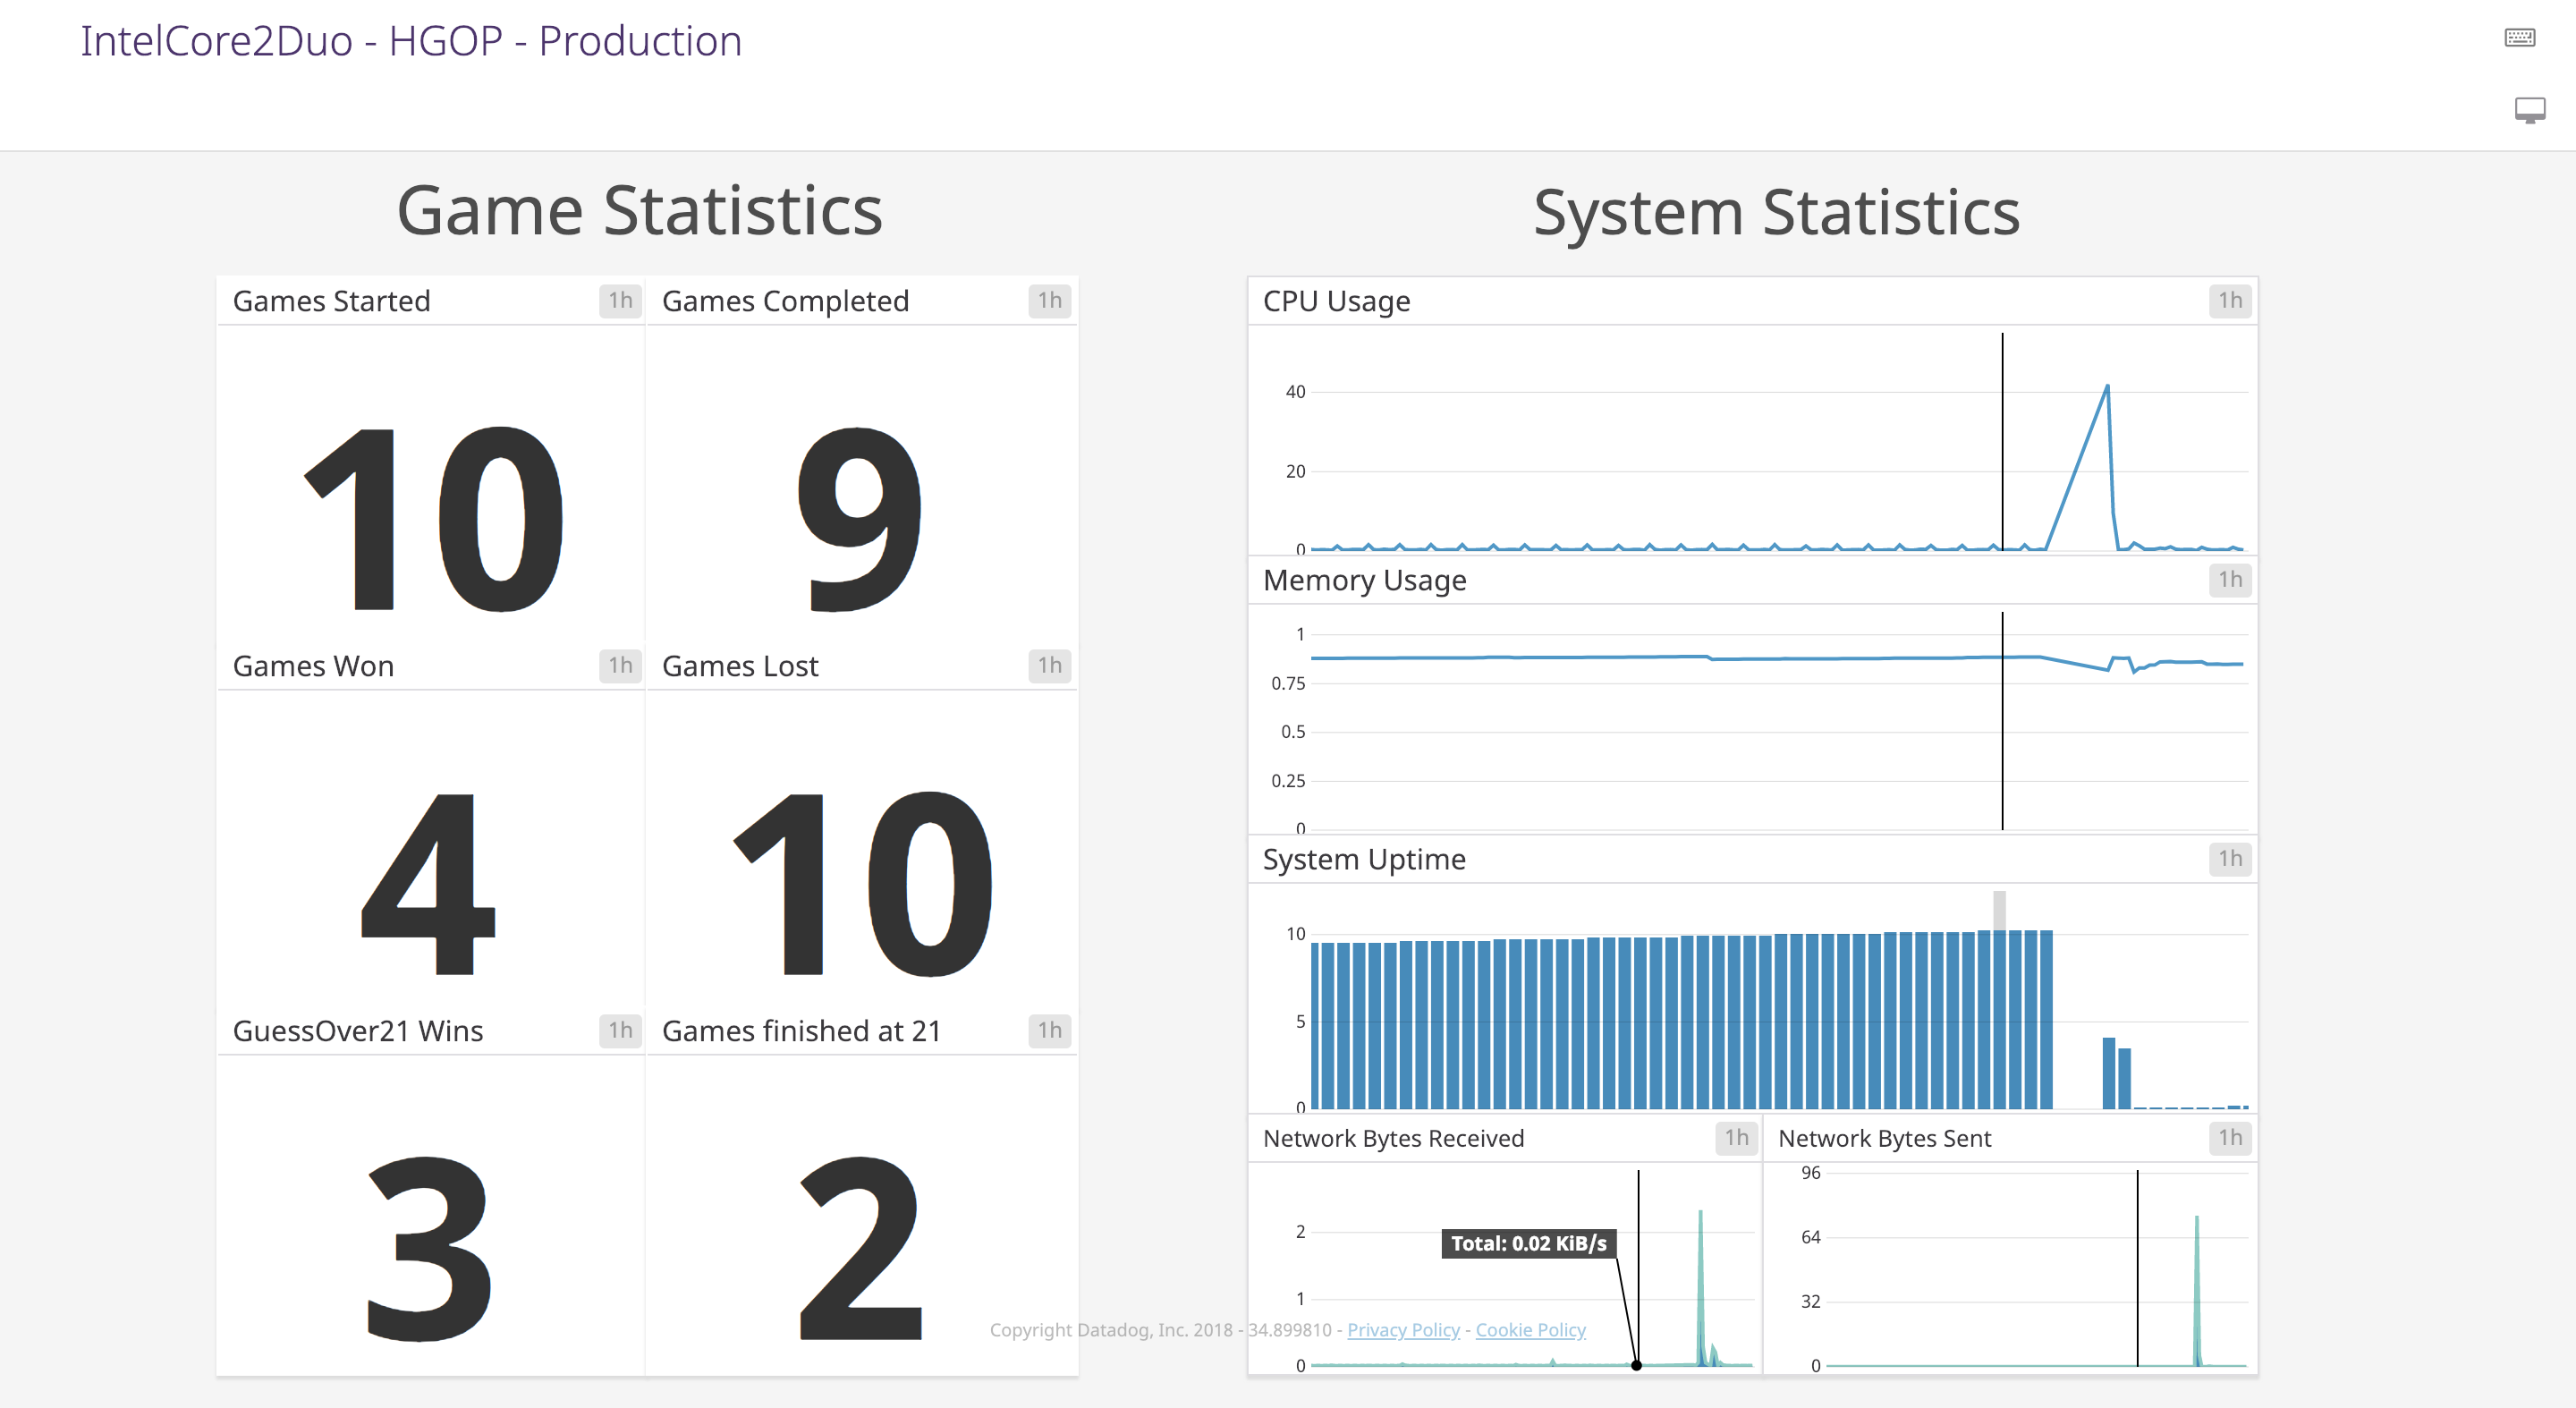 IntelCore2Duo - HGOP - Production
Game Statistics
Games Started 1h
10
Games Completed 1h
9
Games Won 1h
4
Games Lost 1h
10
GuessOver21 Wins 1h
3
Games finished at 21 1h
2
System Statistics
CPU Usage 1h
40
20
0
Memory Usage 1h
1
0.75
0.5
0.25
0
System Uptime 1h
10
5
0
Network Bytes Received 1h
2
1
0
Total: 0.02 KiB/s
Network Bytes Sent 1h
96
64
32
0
Copyright Datadog, Inc. 2018 - 34.899810 - Privacy Policy - Cookie Policy